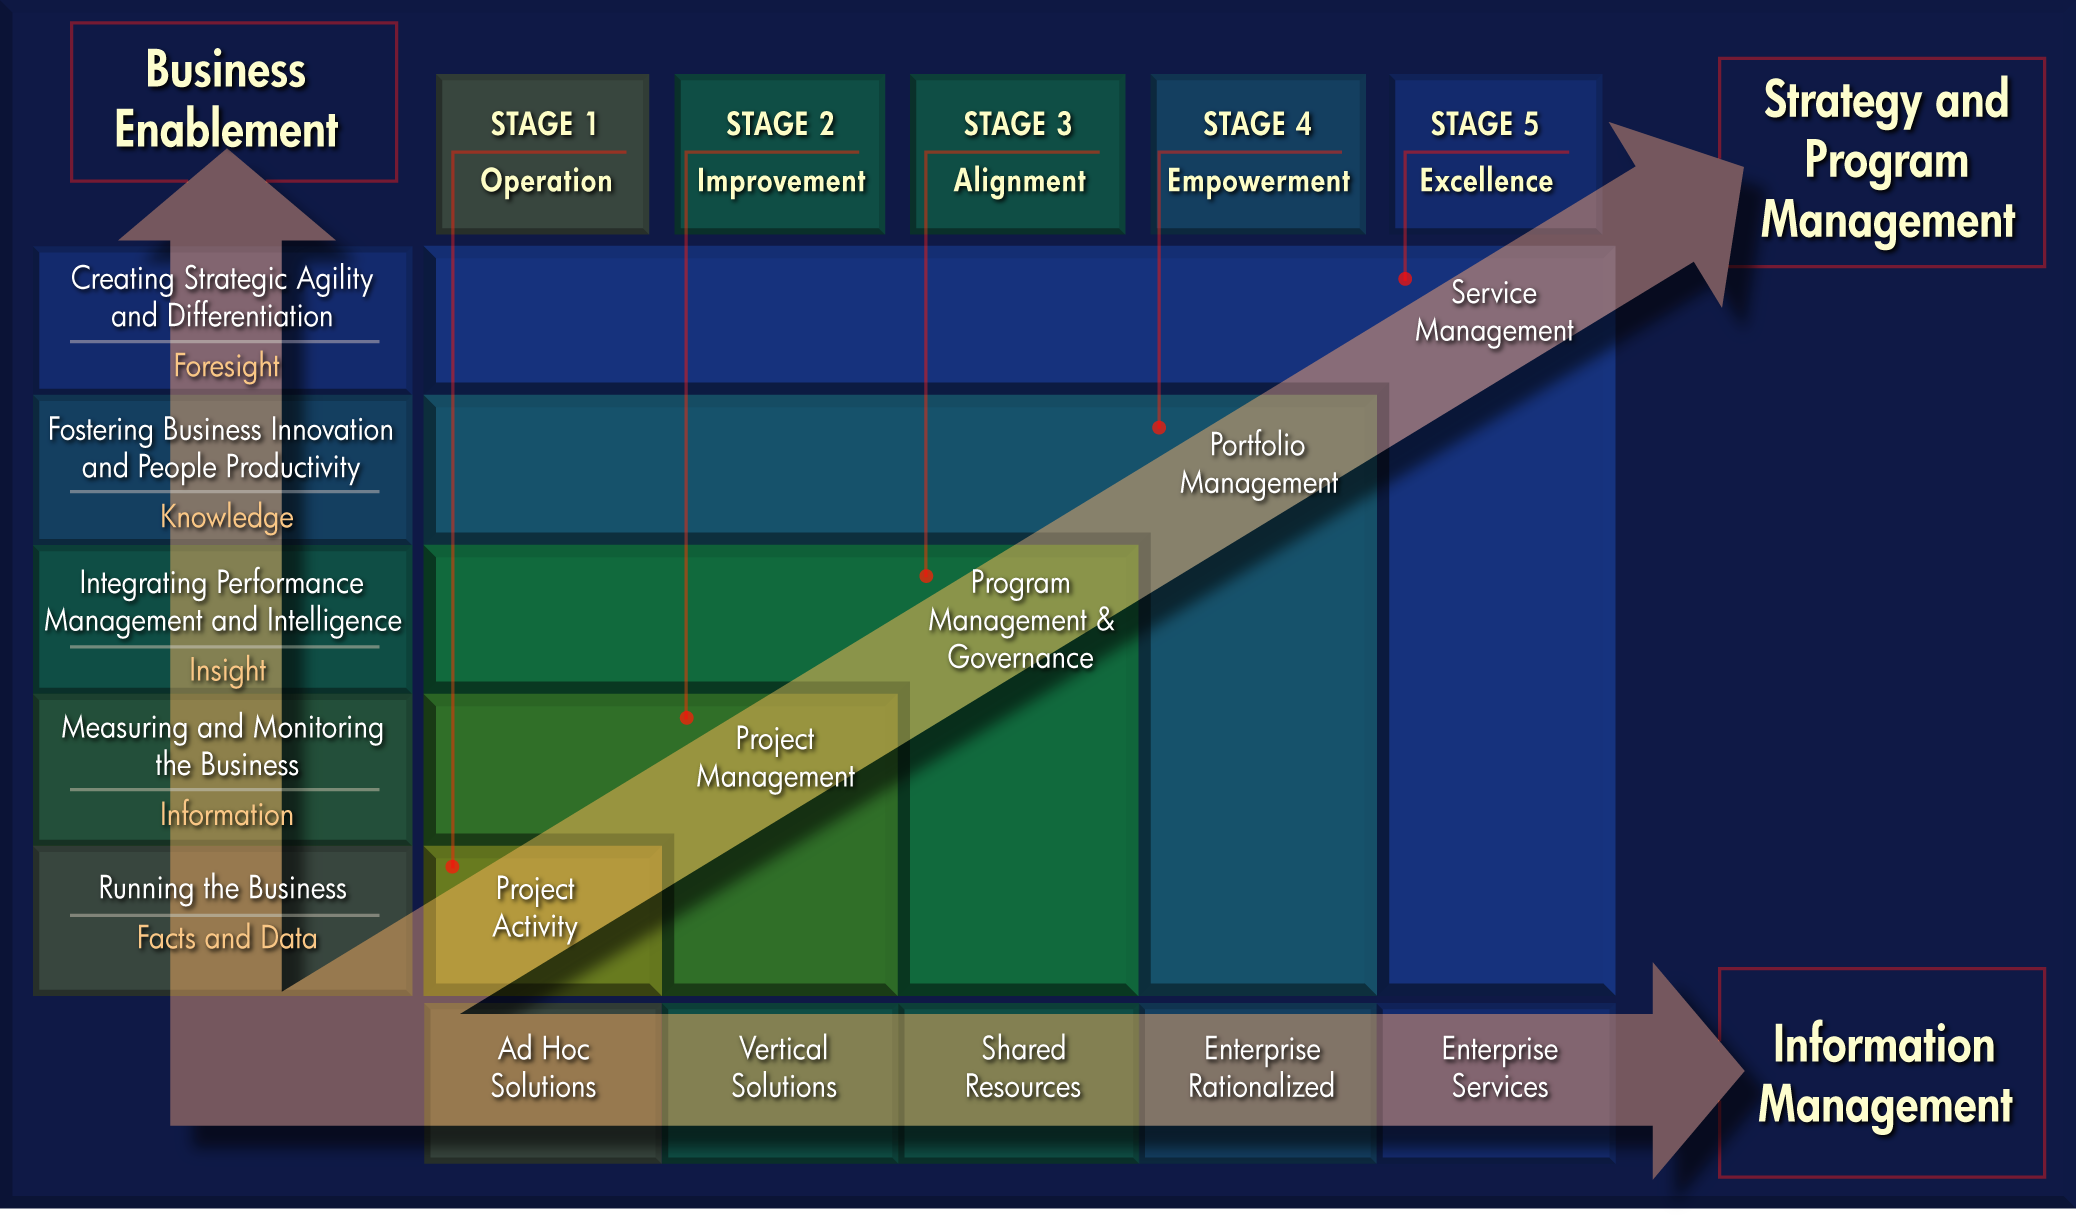 Business
Enablement
STAGE 1
Operation
STAGE 2
Improvement
STAGE 3
Alignment
STAGE 4
Empowerment
STAGE 5
Excellence
Strategy and
Program
Management
Creating Strategic Agility
and Differentiation
Foresight
Fostering Business Innovation
and People Productivity
Knowledge
Integrating Performance
Management and Intelligence
Insight
Measuring and Monitoring
the Business
Information
Running the Business
Facts and Data
Service
Management
Portfolio
Management
Program
Management &
Governance
Project
Management
Project
Activity
Ad Hoc
Solutions
Vertical
Solutions
Shared
Resources
Enterprise
Rationalized
Enterprise
Services
Information
Management